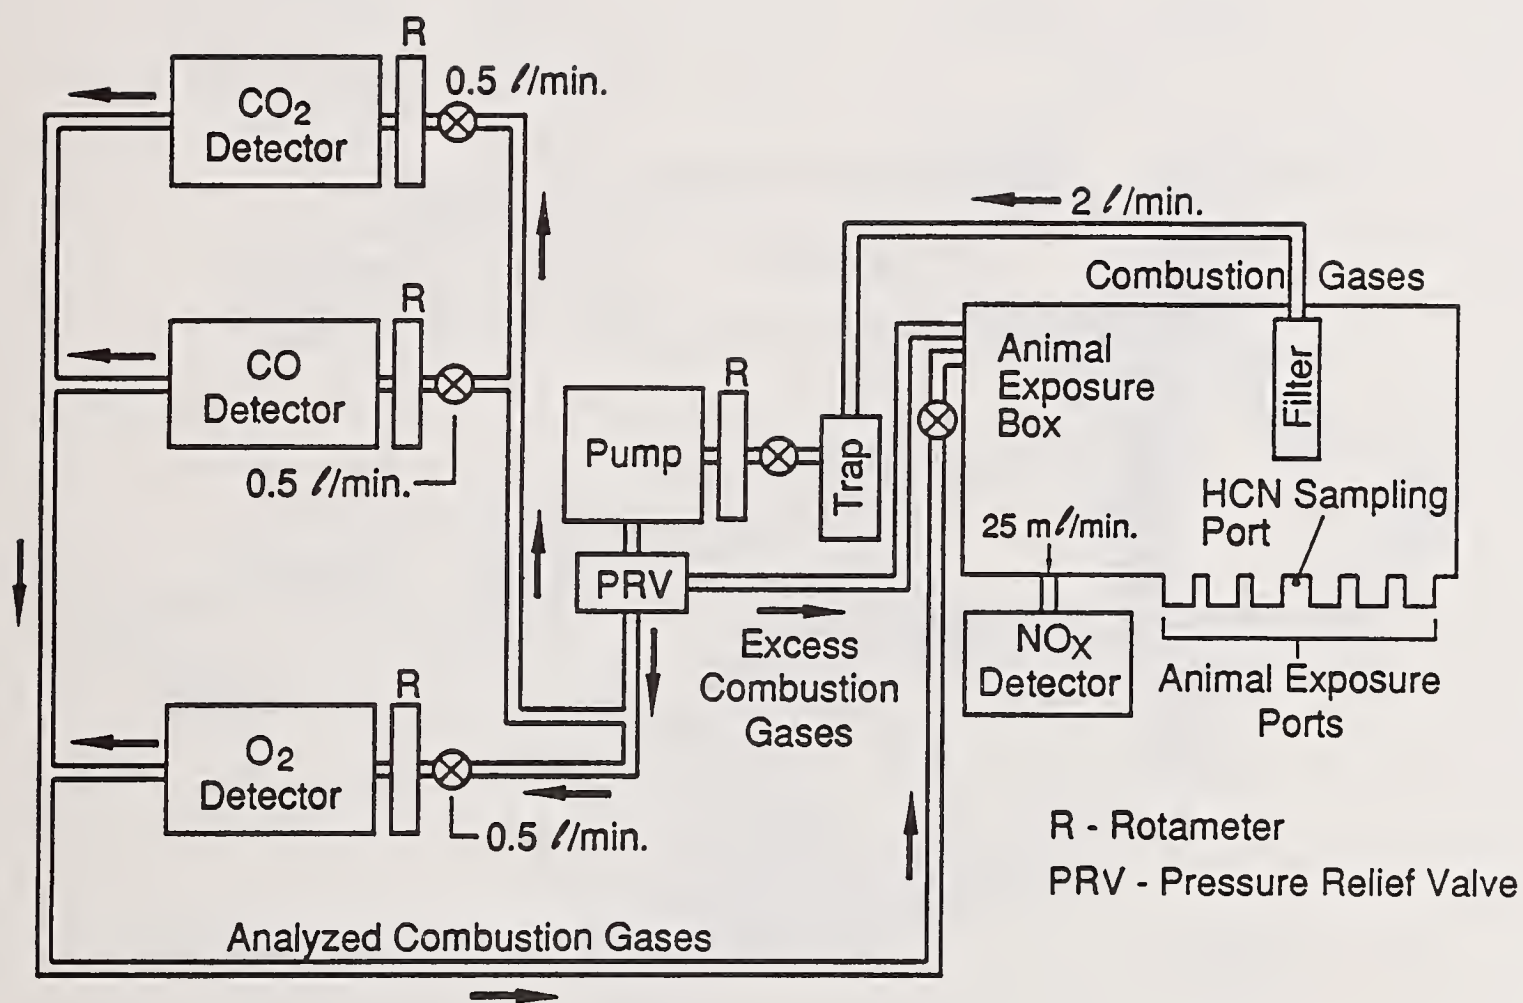 R
0.5 ℓ/min.
CO₂
Detector
2 ℓ/min.
Combustion Gases
R
CO
Detector
0.5 ℓ/min.
Animal
Exposure
Box
Filter
R
Pump
Trap
HCN Sampling
Port
25 mℓ/min.
PRV
Excess
Combustion
Gases
NOX
Detector
Animal Exposure
Ports
R
O₂
Detector
0.5 ℓ/min.
R - Rotameter
PRV - Pressure Relief Valve
Analyzed Combustion Gases